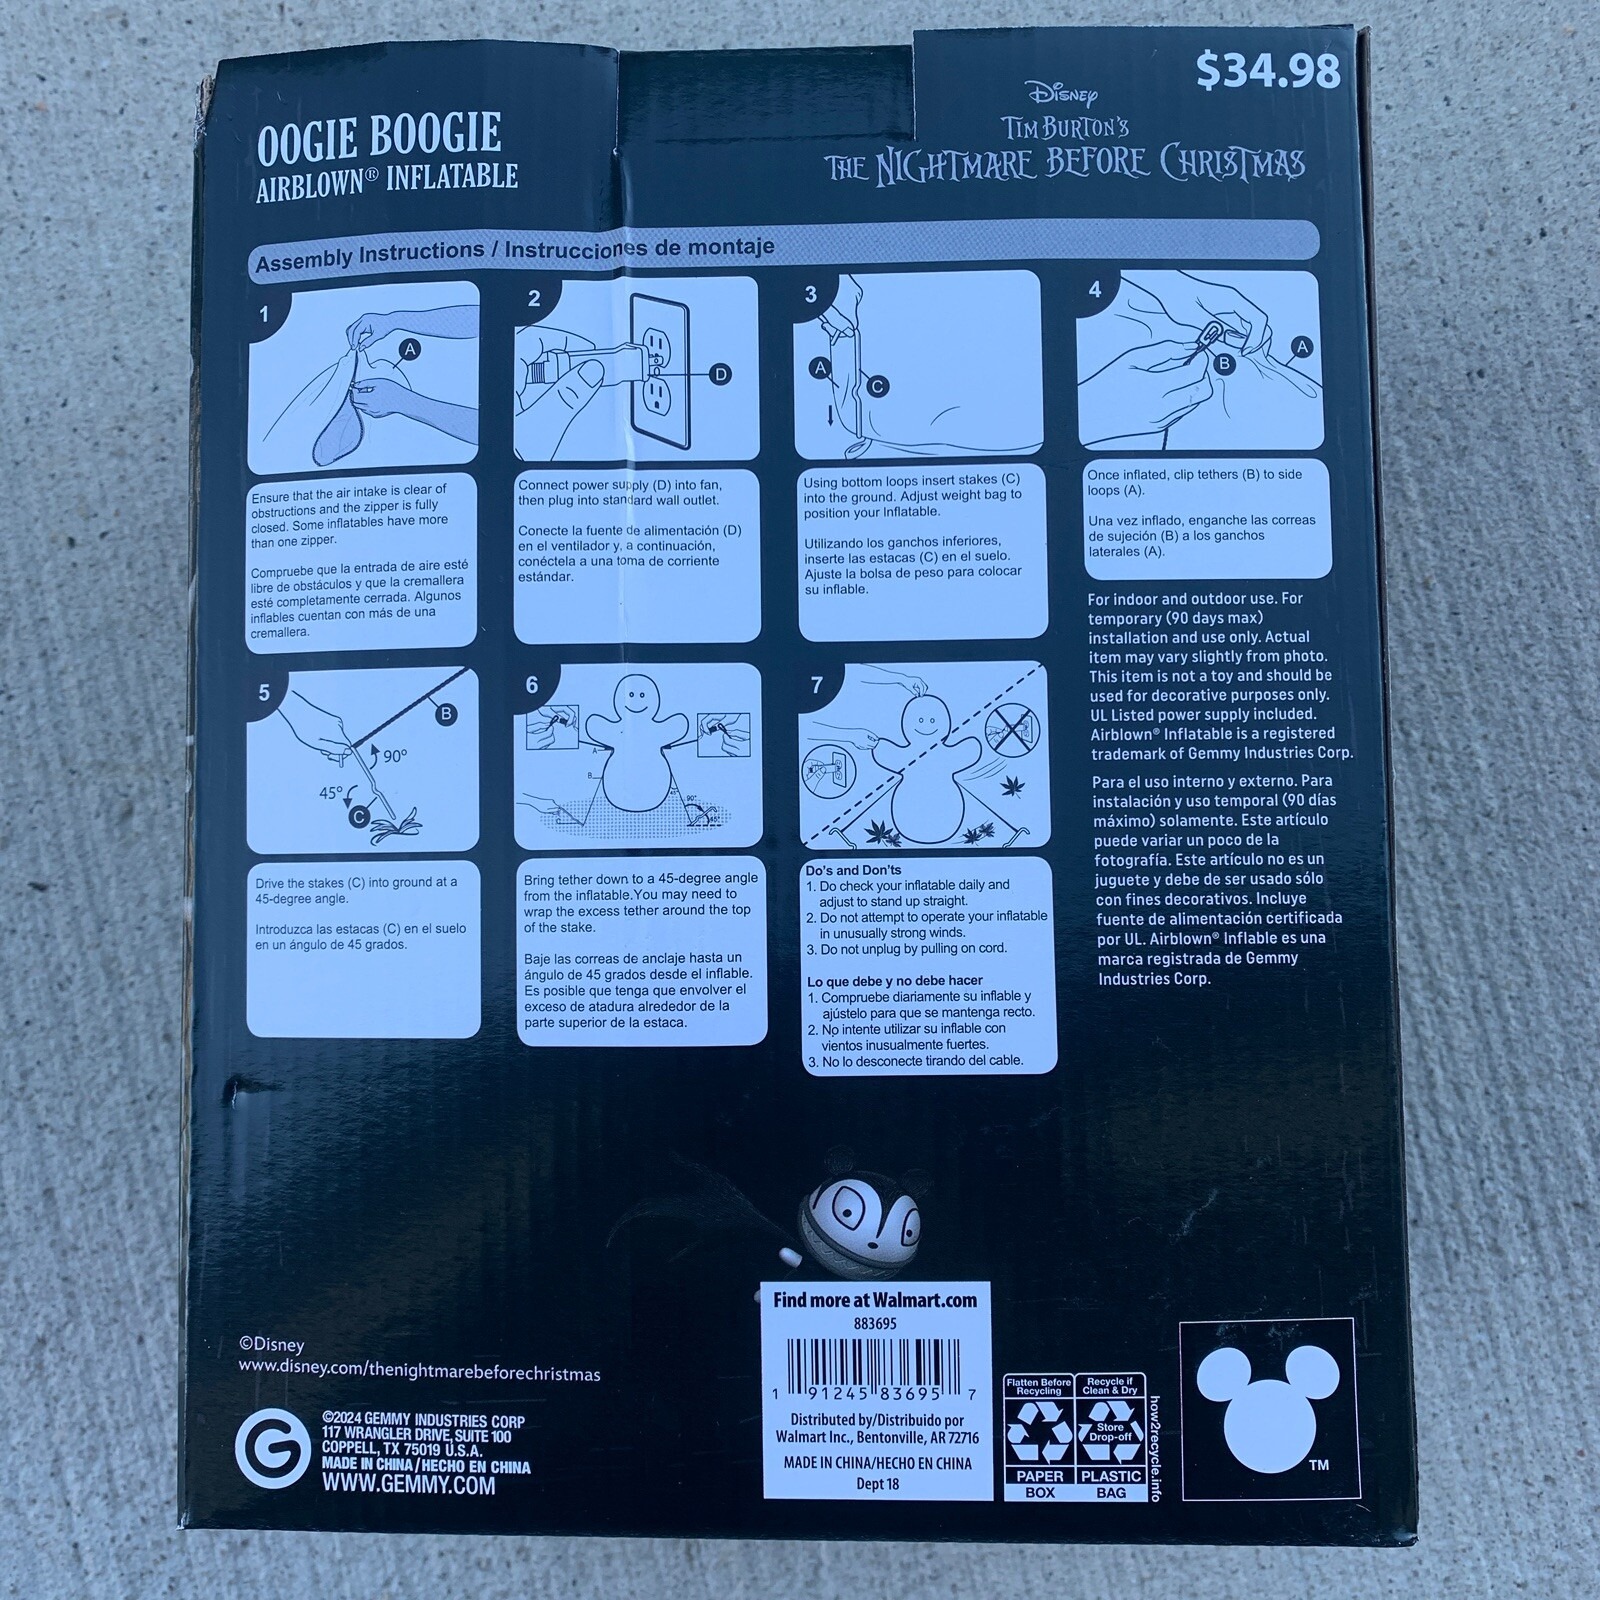 $34.98
OOGIE BOOGIE
AIRBLOWN® INFLATABLE
Disney
TIM BURTON'S
THE NIGHTMARE BEFORE CHRISTMAS
Assembly Instructions / Instrucciones de montaje
1
A
Ensure that the air intake is clear of
obstructions and the zipper is fully
closed. Some inflatables have more
than one zipper.
Compruebe que la entrada de aire esté
libre de obstáculos y que la cremallera
esté completamente cerrada. Algunos
inflables cuentan con más de una
cremallera.
2
D
Connect power supply (D) into fan,
then plug into standard wall outlet.
Conecte la fuente de alimentación (D)
en el ventilador y, a continuación,
conéctela a una toma de corriente
estándar.
3
A
C
Using bottom loops insert stakes (C)
into the ground. Adjust weight bag to
position your Inflatable.
Utilizando los ganchos inferiores,
inserte las estacas (C) en el suelo.
Ajuste la bolsa de peso para colocar
su inflable.
4
A
B
Once inflated, clip tethers (B) to side
loops (A).
Una vez inflado, enganche las correas
de sujeción (B) a los ganchos
laterales (A).
5
B
90°
45°
C
Drive the stakes (C) into ground at a
45-degree angle.
Introduzca las estacas (C) en el suelo
en un ángulo de 45 grados.
6
A
B
45°
90°
45°
Bring tether down to a 45-degree angle
from the inflatable.You may need to
wrap the excess tether around the top
of the stake.
Baje las correas de anclaje hasta un
ángulo de 45 grados desde el inflable.
Es posible que tenga que envolver el
exceso de atadura alrededor de la
parte superior de la estaca.
7
Do's and Don'ts
1. Do check your inflatable daily and
adjust to stand up straight.
2. Do not attempt to operate your inflatable
in unusually strong winds.
3. Do not unplug by pulling on cord.
Lo que debe y no debe hacer
1. Compruebe diariamente su inflable y
ajústelo para que se mantenga recto.
2. No intente utilizar su inflable con
vientos inusualmente fuertes.
3. No lo desconecte tirando del cable.
For indoor and outdoor use. For
temporary (90 days max)
installation and use only. Actual
item may vary slightly from photo.
This item is not a toy and should be
used for decorative purposes only.
UL Listed power supply included.
Airblown® Inflatable is a registered
trademark of Gemmy Industries Corp.
Para el uso interno y externo. Para
instalación y uso temporal (90 días
máximo) solamente. Este artículo
puede variar un poco de la
fotografía. Este artículo no es un
juguete y debe de ser usado sólo
con fines decorativos. Incluye
fuente de alimentación certificada
por UL. Airblown® Inflable es una
marca registrada de Gemmy
Industries Corp.
©Disney
www.disney.com/thenightmarebeforechristmas
G
©2024 GEMMY INDUSTRIES CORP
117 WRANGLER DRIVE, SUITE 100
COPPELL, TX 75019 U.S.A.
MADE IN CHINA/HECHO EN CHINA
WWW.GEMMY.COM
Find more at Walmart.com
883695
1 91245 83695 7
Distributed by/Distribuido por
Walmart Inc., Bentonville, AR 72716
MADE IN CHINA/HECHO EN CHINA
Dept 18
Flatten Before
Recycling
PAPER
BOX
Recycle if
Clean & Dry
Store
Drop-off
PLASTIC
BAG
how2recycle.info
TM